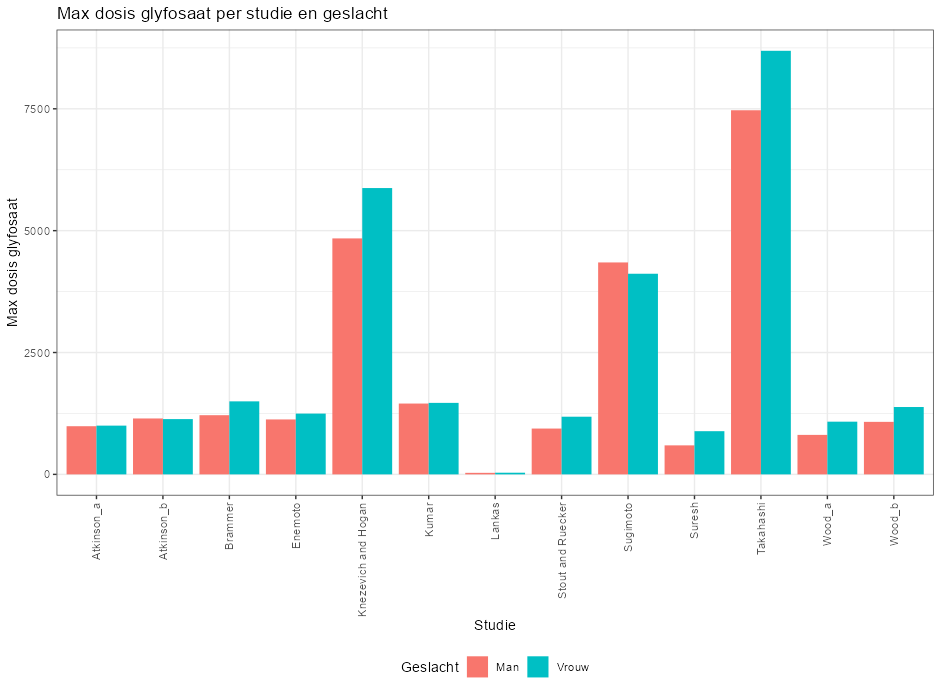 Max dosis glyfosaat per studie en geslacht
Max dosis glyfosaat
7500
5000
2500
0
Atkinson_a
Atkinson_b
Brammer
Enemoto
Knezevich and Hogan
Kumar
Lankas
Stout and Ruecker
Sugimoto
Suresh
Takahashi
Wood_a
Wood_b
Studie
Geslacht Man Vrouw